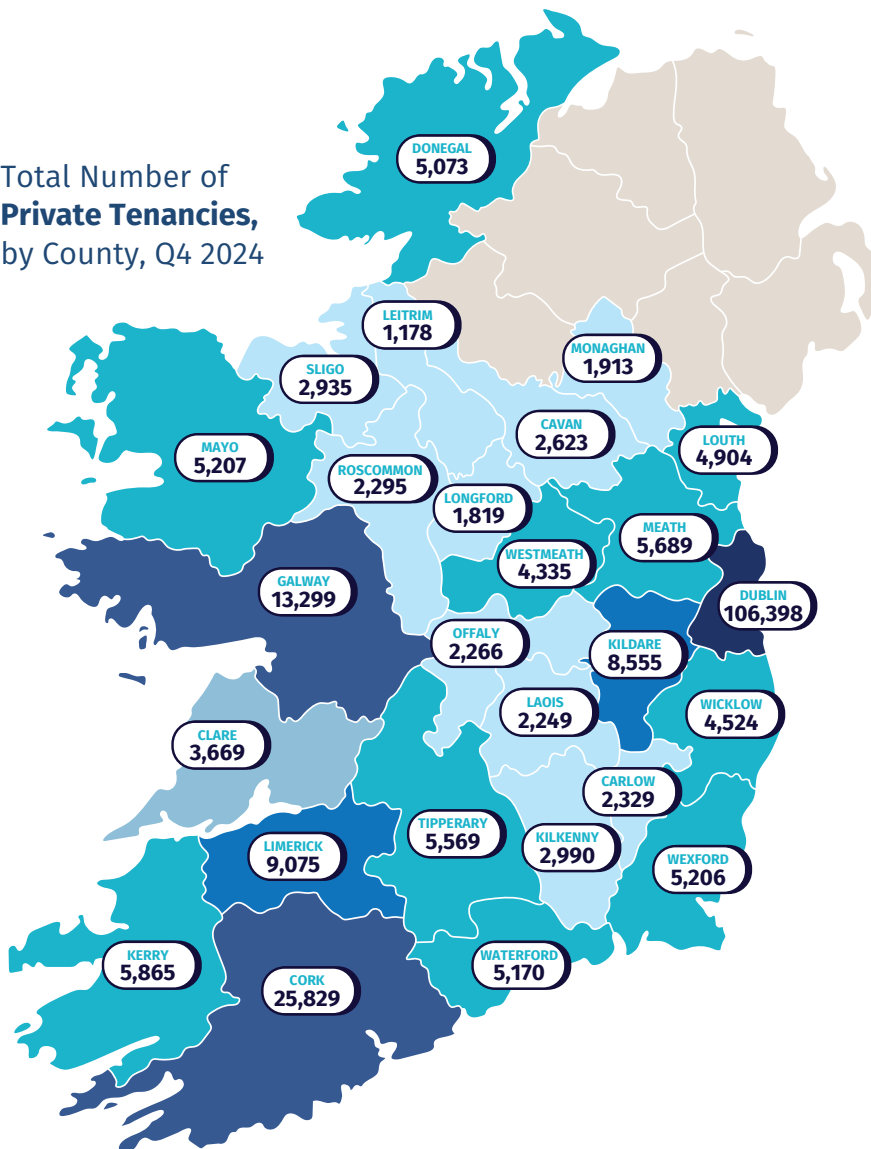 Total Number of
Private Tenancies,
by County, Q4 2024
DONEGAL
5,073
LEITRIM
1,178
MONAGHAN
1,913
SLIGO
2,935
CAVAN
2,623
LOUTH
4,904
MAYO
5,207
ROSCOMMON
2,295
LONGFORD
1,819
MEATH
5,689
WESTMEATH
4,335
GALWAY
13,299
DUBLIN
106,398
OFFALY
2,266
KILDARE
8,555
LAOIS
2,249
WICKLOW
4,524
CLARE
3,669
CARLOW
2,329
TIPPERARY
5,569
KILKENNY
2,990
LIMERICK
9,075
WEXFORD
5,206
KERRY
5,865
WATERFORD
5,170
CORK
25,829